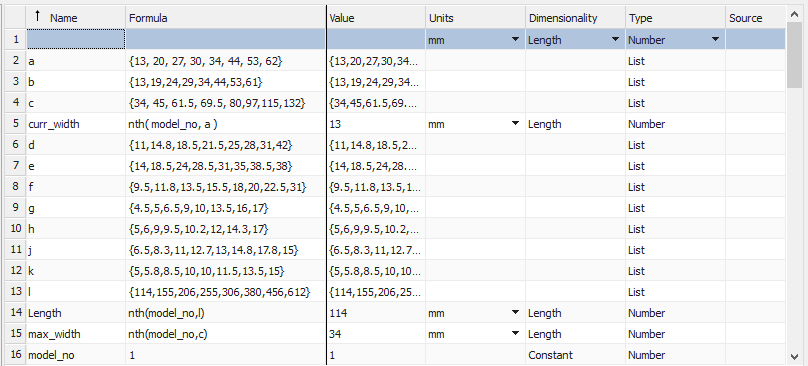 ↑ Name Formula Value Units Dimensionality Type Source
1 mm Length Number
2 a {13, 20, 27, 30, 34, 44, 53, 62} {13,20,27,30,34... List
3 b {13,19,24,29,34,44,53,61} {13,19,24,29,34... List
4 c {34, 45, 61.5, 69.5, 80,97,115,132} {34,45,61.5,69.... List
5 curr_width nth( model_no, a ) 13 mm Length Number
6 d {11,14.8,18.5,21.5,25,28,31,42} {11,14.8,18.5,2... List
7 e {14,18.5,24,28.5,31,35,38.5,38} {14,18.5,24,28.... List
8 f {9.5,11.8,13.5,15.5,18,20,22.5,31} {9.5,11.8,13.5,1... List
9 g {4.5,5,6.5,9,10,13.5,16,17} {4.5,5,6.5,9,10,... List
10 h {5,6,9,9.5,10.2,12,14.3,17} {5,6,9,9.5,10.2,... List
11 j {6.5,8.3,11,12.7,13,14.8,17.8,15} {6.5,8.3,11,12.7... List
12 k {5,5.8,8.5,10,10,11.5,13.5,15} {5,5.8,8.5,10,10... List
13 l {114,155,206,255,306,380,456,612} {114,155,206,25... List
14 Length nth(model_no,l) 114 mm Length Number
15 max_width nth(model_no,c) 34 mm Length Number
16 model_no 1 1 Constant Number